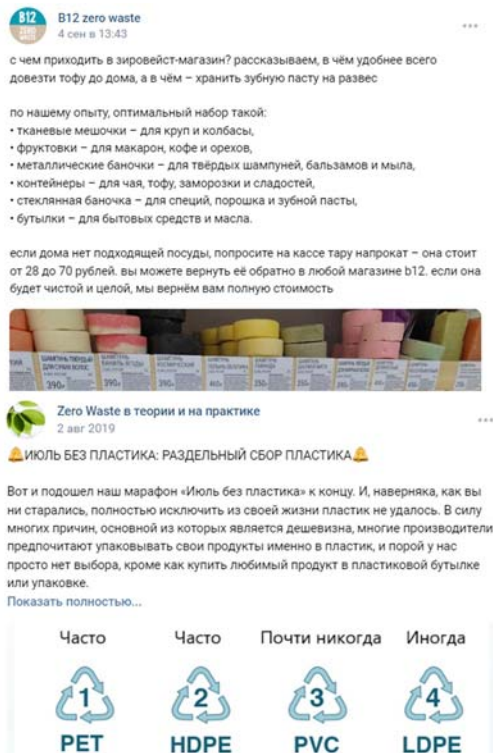 B12
ZERO
WASTE
B12 zero waste
4 сен в 13:43
с чем приходить в зировейст-магазин? рассказываем, в чём удобнее всего
довезти тофу до дома, а в чём – хранить зубную пасту на развес
по нашему опыту, оптимальный набор такой:
• тканевые мешочки – для круп и колбасы,
• фруктовки – для макарон, кофе и орехов,
• металлические баночки – для твёрдых шампуней, бальзамов и мыла,
• контейнеры – для чая, тофу, заморозки и сладостей,
• стеклянная баночка – для специй, порошка и зубной пасты,
• бутылки – для бытовых средств и масла.
если дома нет подходящей посуды, попросите на кассе тару напрокат – она стоит
от 28 до 70 рублей. вы можете вернуть её обратно в любой магазине b12. если она
будет чистой и целой, мы вернём вам полную стоимость
390
390
350
Zero Waste в теории и на практике
2 авг 2019
ИЮЛЬ БЕЗ ПЛАСТИКА: РАЗДЕЛЬНЫЙ СБОР ПЛАСТИКА
Вот и подошел наш марафон «Июль без пластика» к концу. И, наверняка, как вы
ни старались, полностью исключить из своей жизни пластик не удалось. В силу
многих причин, основной из которых является дешевизна, многие производители
предпочитают упаковывать свои продукты именно в пластик, и порой у нас
просто нет выбора, кроме как купить любимый продукт в пластиковой бутылке
или упаковке.
Показать полностью...
Часто Часто Почти никогда Иногда
1 2 3 4
PET HDPE PVC LDPE